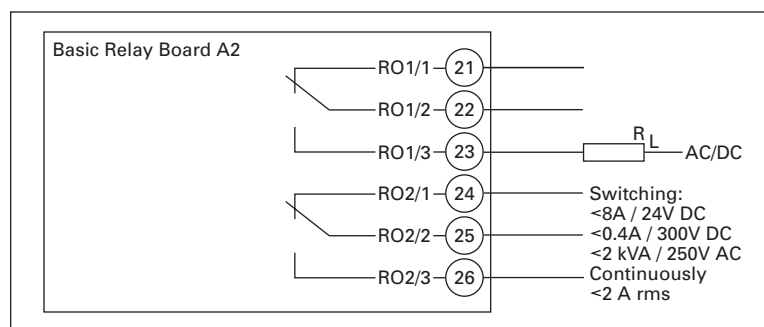 Basic Relay Board A2
RO1/1 21
RO1/2 22
RO1/3 23 R L AC/DC
RO2/1 24 Switching:
<8A / 24V DC
RO2/2 25 <0.4A / 300V DC
<2 kVA / 250V AC
RO2/3 26 Continuously
<2 A rms